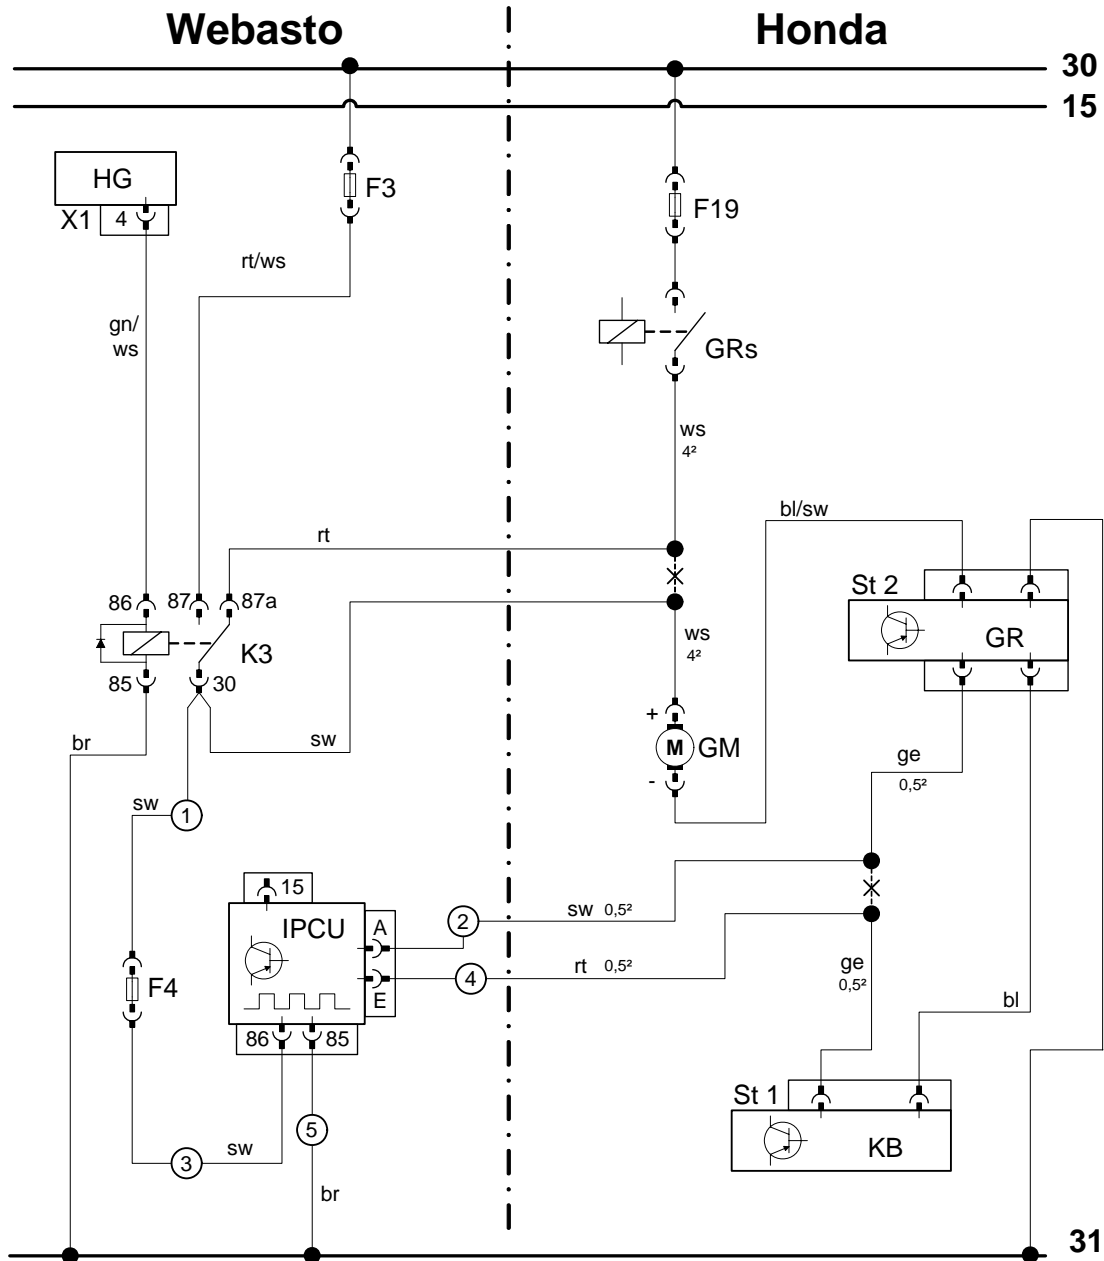 Webasto
Honda
30
15
HG
X1
4
F3
F19
rt/ws
gn/
ws
GRs
ws
4²
bl/sw
rt
St 2
86
87
87a
GR
K3
ws
4²
85
30
+
M
GM
-
br
sw
ge
0,5²
sw
1
15
IPCU
A
2
sw 0,5²
E
4
rt 0,5²
ge
0,5²
F4
bl
86
85
St 1
5
KB
3
sw
br
31